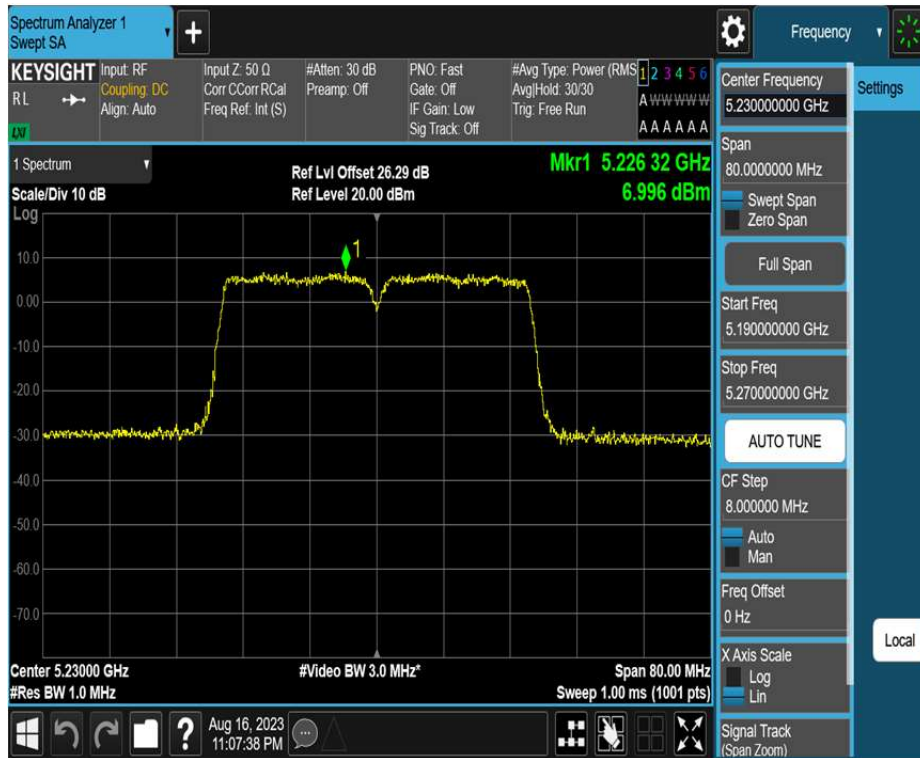 Spectrum Analyzer 1
Swept SA
Frequency
KEYSIGHT
R L
LXI
Input: RF
Coupling: DC
Align: Auto
Input Z: 50 Ω
Corr CCorr RCal
Freq Ref: Int (S)
#Atten: 30 dB
Preamp: Off
PNO: Fast
Gate: Off
IF Gain: Low
Sig Track: Off
#Avg Type: Power (RMS
Avg|Hold: 30/30
Trig: Free Run
1 2 3 4 5 6
A W W W W W
A A A A A A
1 Spectrum
Scale/Div 10 dB
Log
Ref Lvl Offset 26.29 dB
Ref Level 20.00 dBm
Mkr1 5.226 32 GHz
6.996 dBm
1
10.0
0.00
-10.0
-20.0
-30.0
-40.0
-50.0
-60.0
-70.0
Center 5.23000 GHz
#Res BW 1.0 MHz
#Video BW 3.0 MHz*
Span 80.00 MHz
Sweep 1.00 ms (1001 pts)
?
Aug 16, 2023
11:07:38 PM
Center Frequency
5.23000000 GHz
Span
80.0000000 MHz
Swept Span
Zero Span
Full Span
Start Freq
5.190000000 GHz
Stop Freq
5.270000000 GHz
AUTO TUNE
CF Step
8.000000 MHz
Auto
Man
Freq Offset
0 Hz
X Axis Scale
Log
Lin
Signal Track
(Span Zoom)
Settings
Local